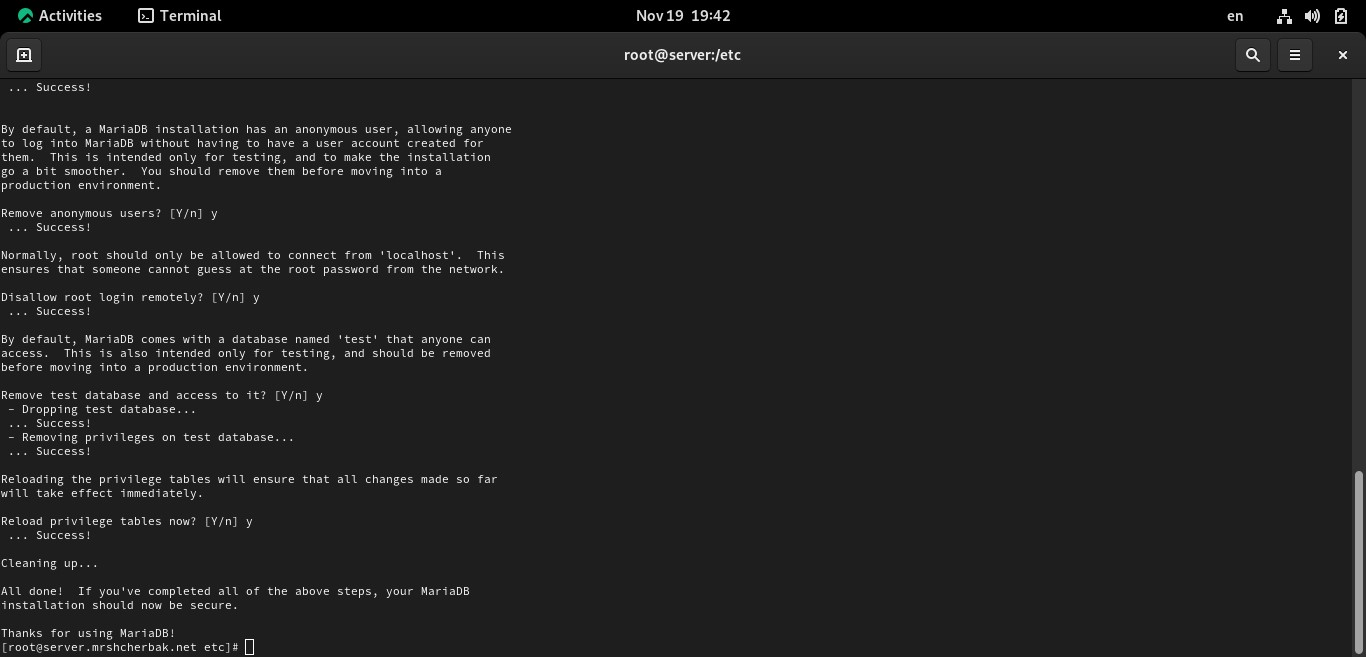 Activities
Terminal
Nov 19 19:42
en
root@server:/etc
... Success!
By default, a MariaDB installation has an anonymous user, allowing anyone
to log into MariaDB without having to have a user account created for
them.  This is intended only for testing, and to make the installation
go a bit smoother.  You should remove them before moving into a
production environment.
Remove anonymous users? [Y/n] y
... Success!
Normally, root should only be allowed to connect from 'localhost'.  This
ensures that someone cannot guess at the root password from the network.
Disallow root login remotely? [Y/n] y
... Success!
By default, MariaDB comes with a database named 'test' that anyone can
access.  This is also intended only for testing, and should be removed
before moving into a production environment.
Remove test database and access to it? [Y/n] y
- Dropping test database...
... Success!
- Removing privileges on test database...
... Success!
Reloading the privilege tables will ensure that all changes made so far
will take effect immediately.
Reload privilege tables now? [Y/n] y
... Success!
Cleaning up...
All done!  If you've completed all of the above steps, your MariaDB
installation should now be secure.
Thanks for using MariaDB!
[root@server.mrshcherbak.net etc]#